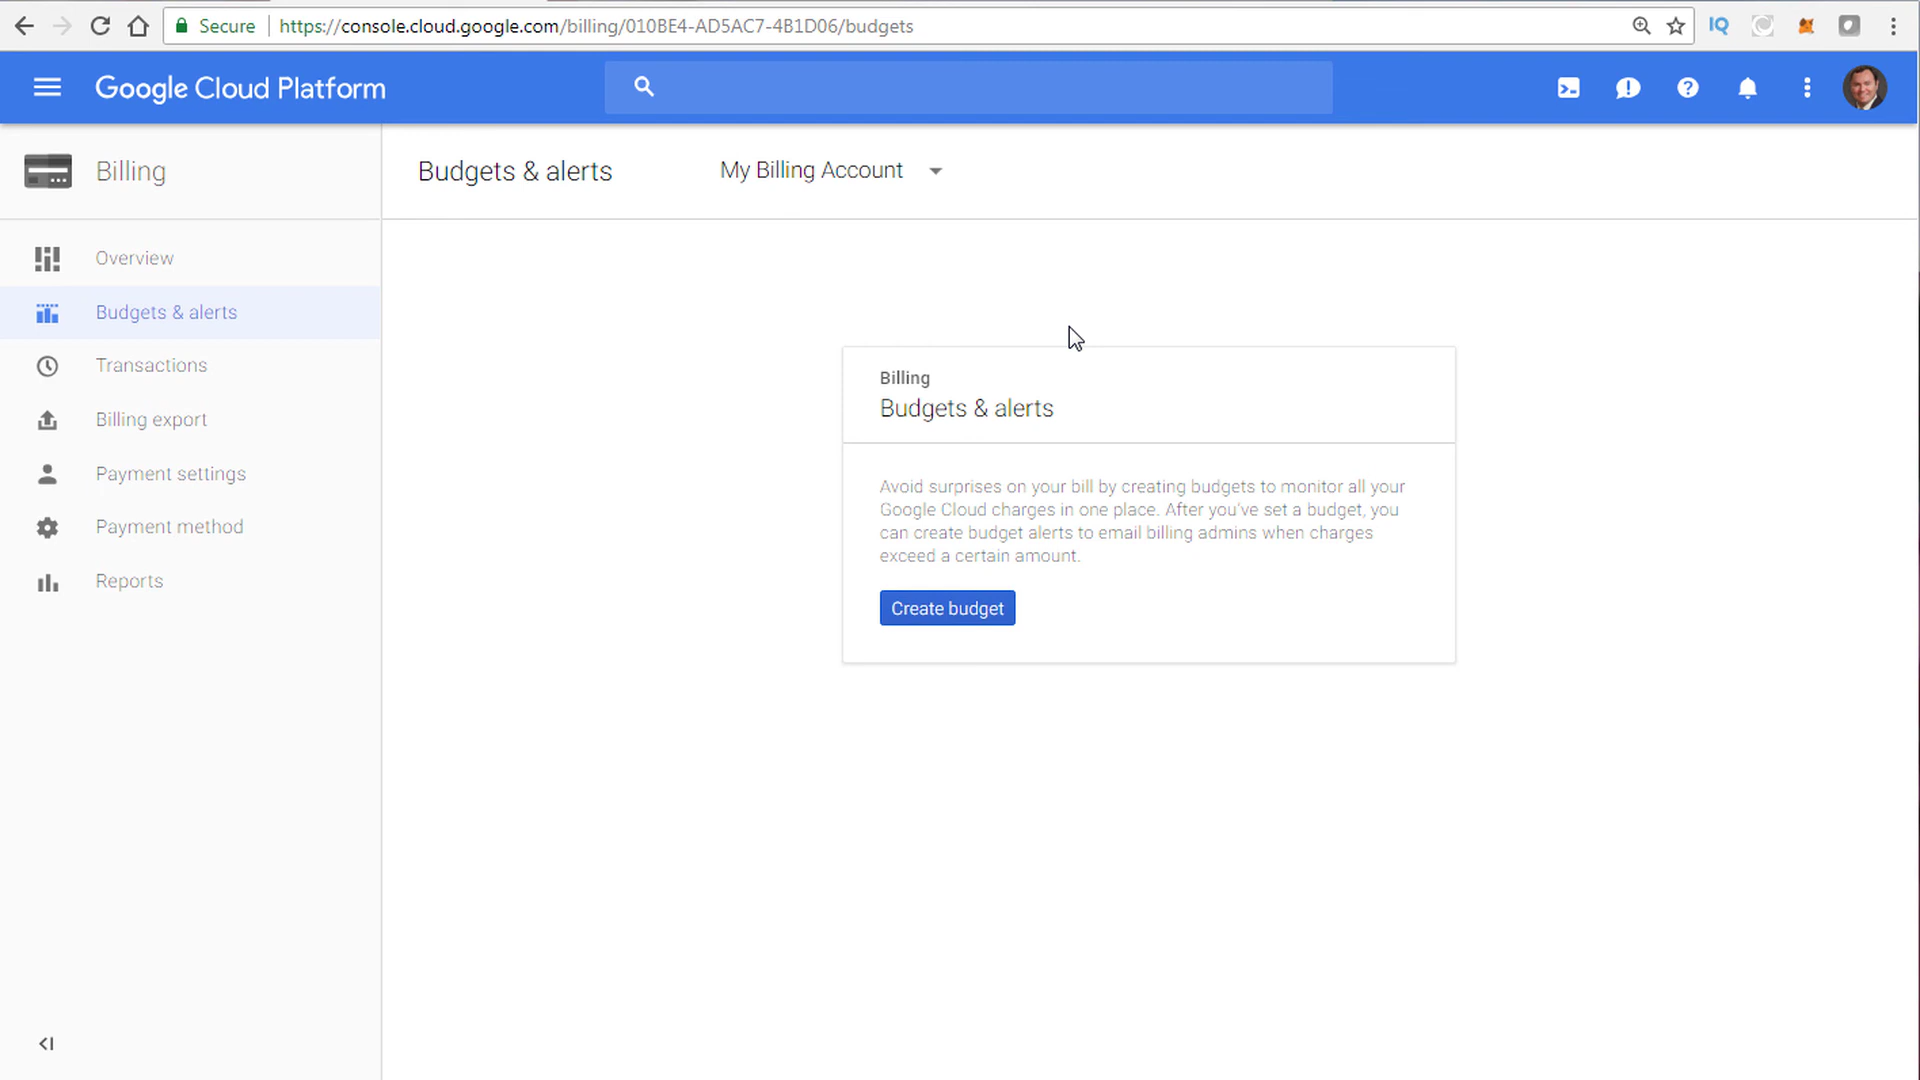 Secure https://console.cloud.google.com/billing/010BE4-AD5AC7-4B1D06/budgets
IQ
Google Cloud Platform
Billing
Budgets & alerts
My Billing Account
Overview
Budgets & alerts
Transactions
Billing export
Payment settings
Payment method
Reports
Billing
Budgets & alerts
Avoid surprises on your bill by creating budgets to monitor all your
Google Cloud charges in one place. After you've set a budget, you
can create budget alerts to email billing admins when charges
exceed a certain amount.
Create budget